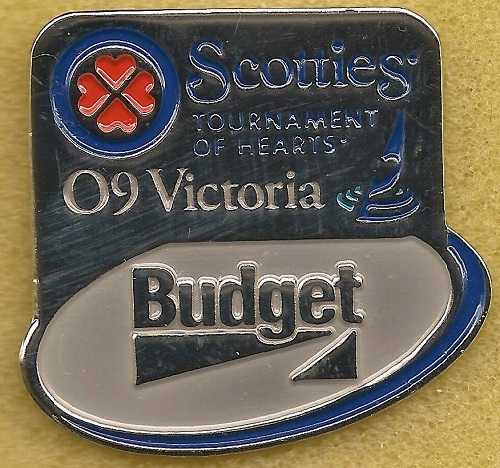 Scotties
TOURNAMENT
OF HEARTS
09 Victoria
Budget